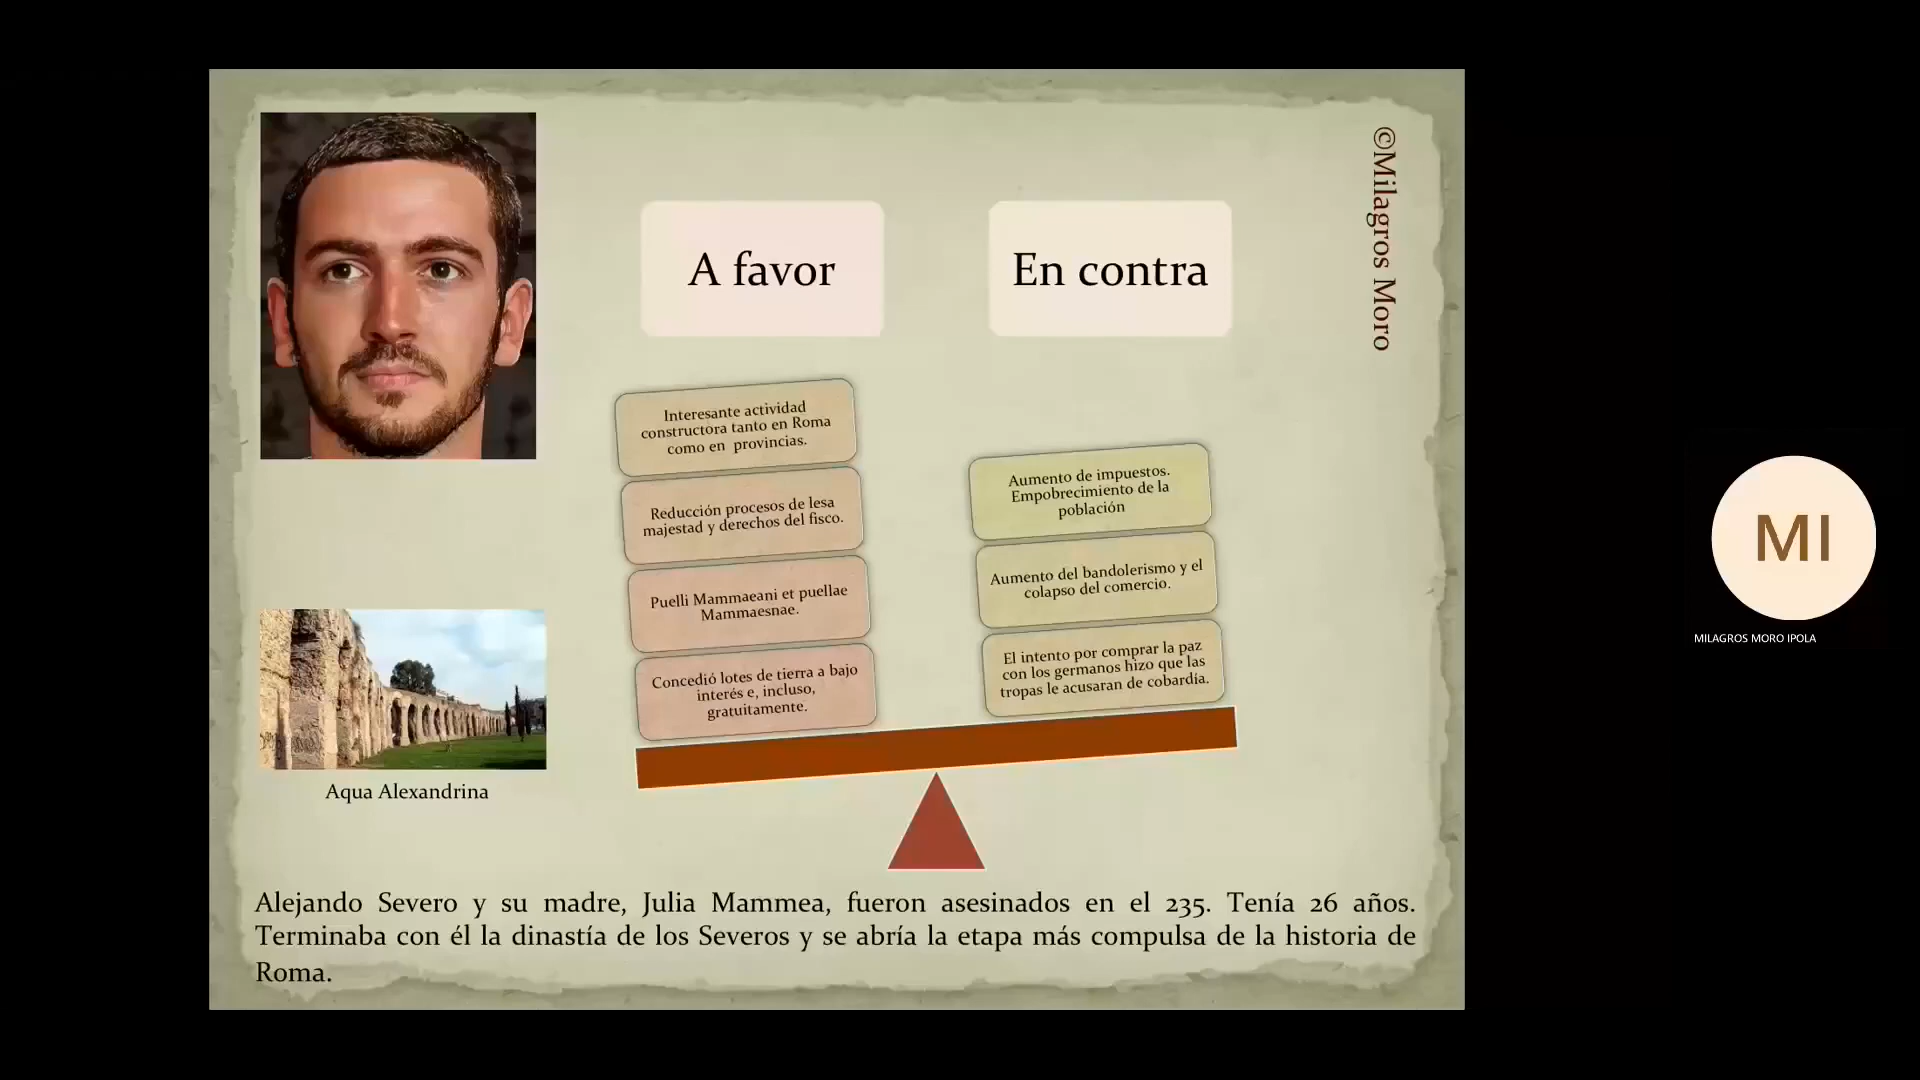 ©Milagros Moro
A favor
En contra
Interesante actividad
constructora tanto en Roma
como en provincias.
Reducción procesos de lesa
majestad y derechos del fisco.
Puelli Mammaeani et puellae
Mammaesnae.
Concedió lotes de tierra a bajo
interés e, incluso,
gratuitamente.
Aumento de impuestos.
Empobrecimiento de la
población
Aumento del bandolerismo y el
colapso del comercio.
El intento por comprar la paz
con los germanos hizo que las
tropas le acusaran de cobardía.
Aqua Alexandrina
Alejando Severo y su madre, Julia Mammea, fueron asesinados en el 235. Tenía 26 años.
Terminaba con él la dinastía de los Severos y se abría la etapa más compulsa de la historia de
Roma.
MI
MILAGROS MORO IPOLA